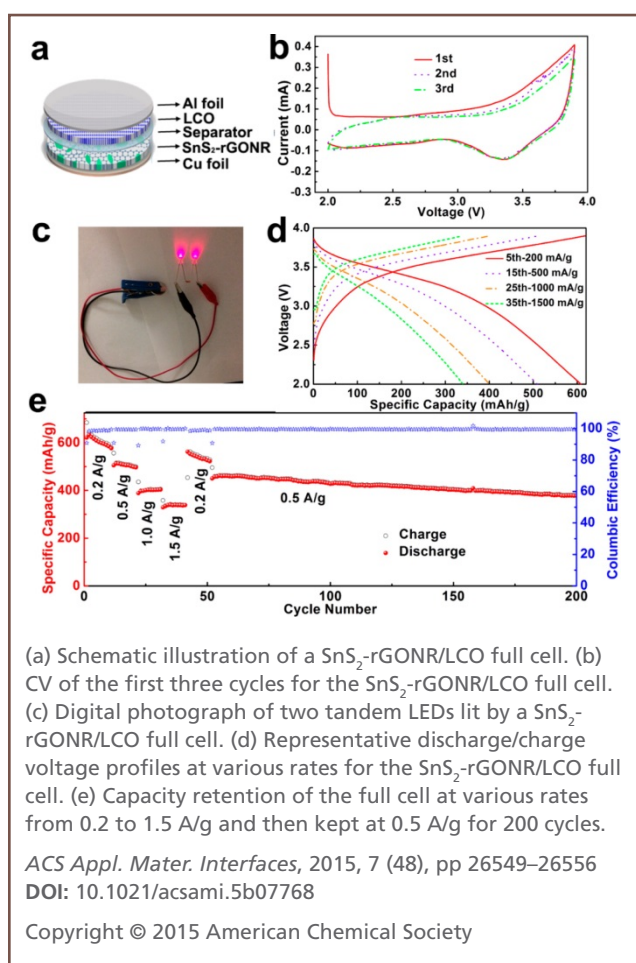 a
Al foil
LCO
Separator
SnS₂-rGONR
Cu foil
b
0.4
0.3
0.2
0.1
0.0
-0.1
-0.2
-0.3
Current (mA)
1st
2nd
3rd
2.0 2.5 3.0 3.5 4.0
Voltage (V)
c
d
4.0
3.5
3.0
2.5
2.0
Voltage (V)
5th-200 mA/g
15th-500 mA/g
25th-1000 mA/g
35th-1500 mA/g
0 100 200 300 400 500 600
Specific Capacity (mAh/g)
e
600
400
200
0
Specific Capacity (mAh/g)
0.2 A/g
0.5 A/g
1.0 A/g
1.5 A/g
0.2 A/g
0.5 A/g
Charge
Discharge
100
80
60
40
20
0
Columbic Efficiency (%)
0 50 100 150 200
Cycle Number
(a) Schematic illustration of a SnS₂-rGONR/LCO full cell. (b)
CV of the first three cycles for the SnS₂-rGONR/LCO full cell.
(c) Digital photograph of two tandem LEDs lit by a SnS₂-
rGONR/LCO full cell. (d) Representative discharge/charge
voltage profiles at various rates for the SnS₂-rGONR/LCO full
cell. (e) Capacity retention of the full cell at various rates
from 0.2 to 1.5 A/g and then kept at 0.5 A/g for 200 cycles.
ACS Appl. Mater. Interfaces, 2015, 7 (48), pp 26549–26556
DOI: 10.1021/acsami.5b07768
Copyright © 2015 American Chemical Society